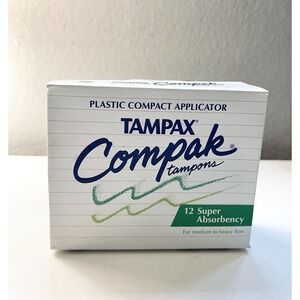 PLASTIC COMPACT APPLICATOR
TAMPAX®
Compak®
tampons
12 Super
Absorbency
For medium to heavy flow